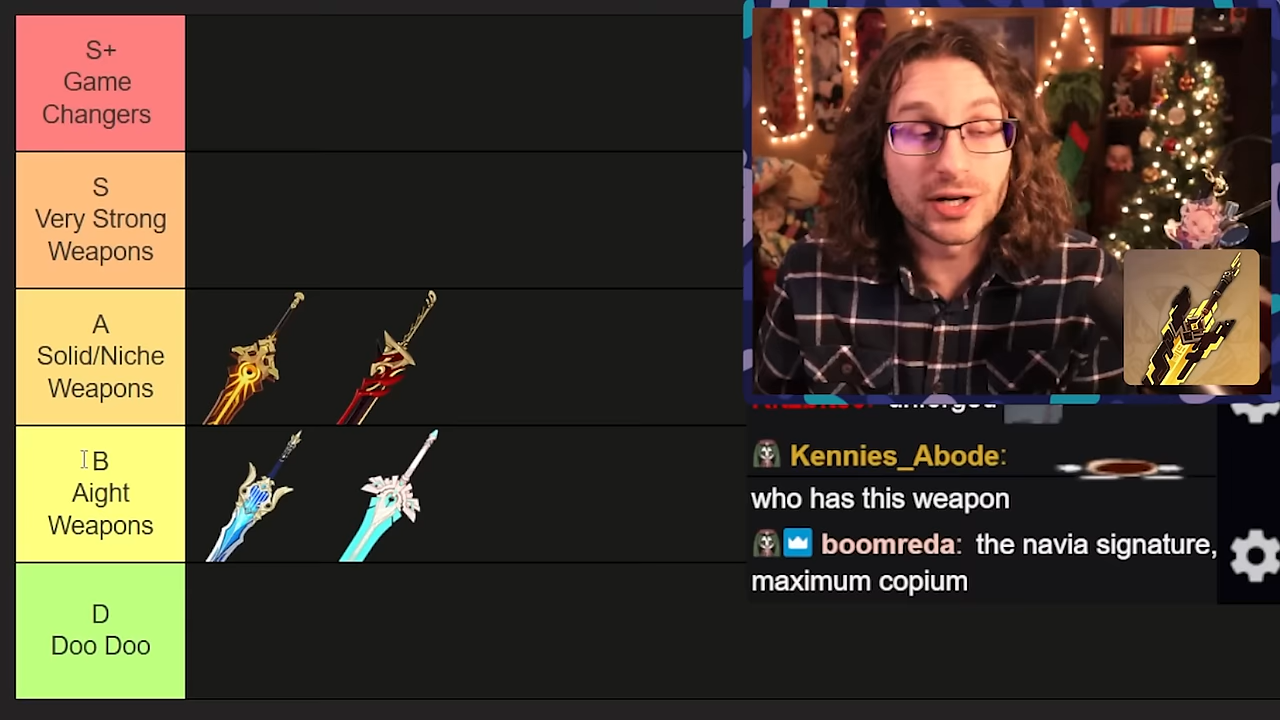 S+
Game
Changers
S
Very Strong
Weapons
A
Solid/Niche
Weapons
B
Aight
Weapons
D
Doo Doo
unforged
Kennies_Abode:
who has this weapon
boomreda: the navia signature,
maximum copium